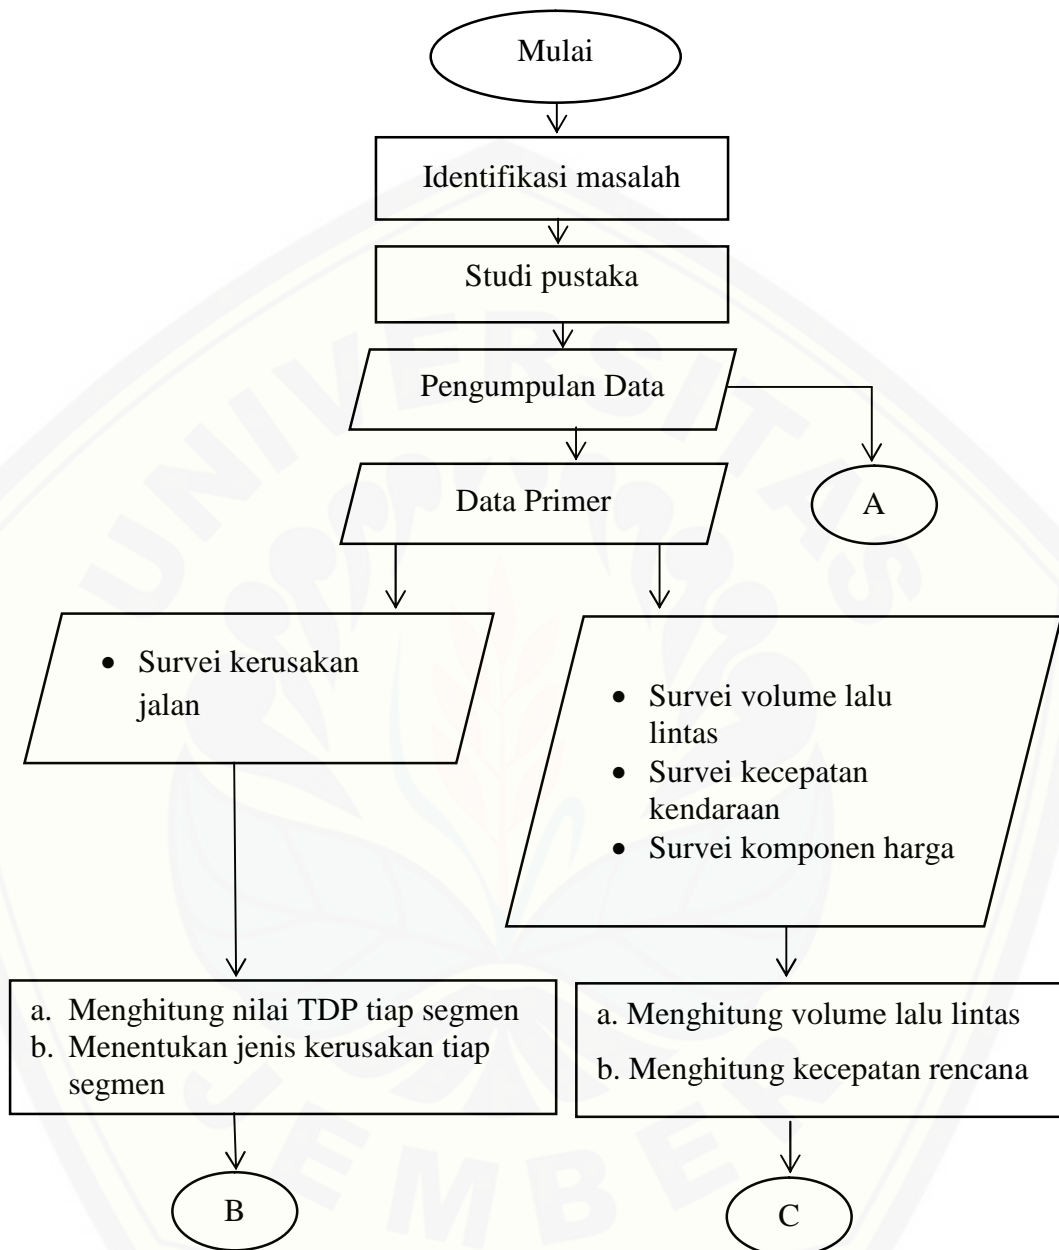 Mulai
Identifikasi masalah
Studi pustaka
Pengumpulan Data
Data Primer
A
• Survei kerusakan
jalan
• Survei volume lalu
lintas
• Survei kecepatan
kendaraan
• Survei komponen harga
a. Menghitung nilai TDP tiap segmen
b. Menentukan jenis kerusakan tiap
segmen
a. Menghitung volume lalu lintas
b. Menghitung kecepatan rencana
B
C
UNIVERSITAS
JEMBER